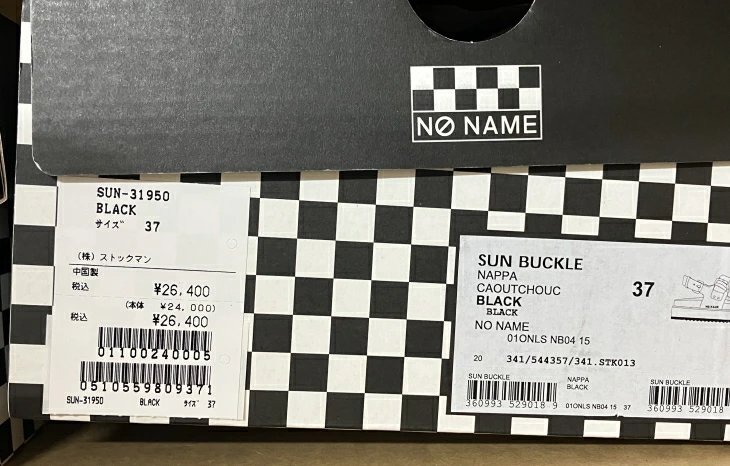 NØ NAME
SUN-31950
BLACK
ｻｲｽﾞ 37
(株) ストックマン
中国製
税込 ¥26,400
(本体 ¥24,000)
税込 ¥26,400
01100240005
0510559809371
SUN-31950 BLACK ｻｲｽﾞ 37
SUN BUCKLE
NAPPA
CAOUTCHOUC 37
BLACK
BLACK
NO NAME
01ONLS NB04 15
20 341/544357/341.STK013
SUN BUCKLE NAPPA BLACK SUN BUCKLE
360993 529018 9 01ONLS NB04 15 37 360993 529018